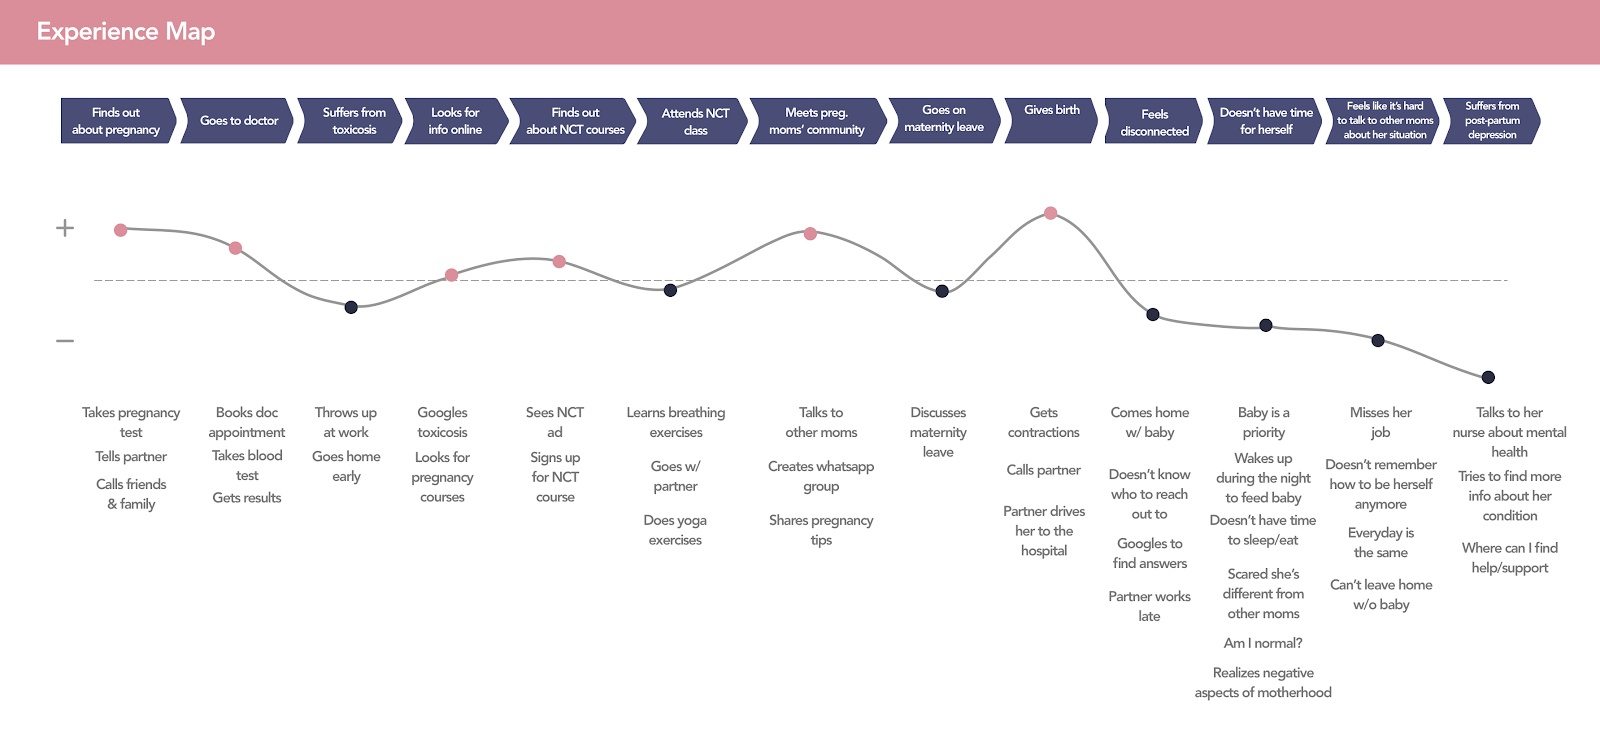 Experience Map
Finds out
about pregnancy
Goes to doctor
Suffers from
toxicosis
Looks for
info online
Finds out
about NCT courses
Attends NCT
class
Meets preg.
moms' community
Goes on
maternity leave
Gives birth
Feels
disconnected
Doesn't have time
for herself
Feels like it's hard
to talk to other moms
about her situation
Suffers from
post-partum
depression
+
−
Takes pregnancy
test
Tells partner
Calls friends
& family
Books doc
appointment
Takes blood
test
Gets results
Throws up
at work
Goes home
early
Googles
toxicosis
Looks for
pregnancy
courses
Sees NCT
ad
Signs up
for NCT
course
Learns breathing
exercises
Goes w/
partner
Does yoga
exercises
Talks to
other moms
Creates whatsapp
group
Shares pregnancy
tips
Discusses
maternity
leave
Gets
contractions
Calls partner
Partner drives
her to the
hospital
Comes home
w/ baby
Doesn't know
who to reach
out to
Googles to
find answers
Partner works
late
Baby is a
priority
Wakes up
during the night
to feed baby
Doesn't have time
to sleep/eat
Scared she's
different from
other moms
Am I normal?
Realizes negative
aspects of motherhood
Misses her
job
Doesn't remember
how to be herself
anymore
Everyday is
the same
Can't leave home
w/o baby
Talks to her
nurse about mental
health
Tries to find more
info about her
condition
Where can I find
help/support